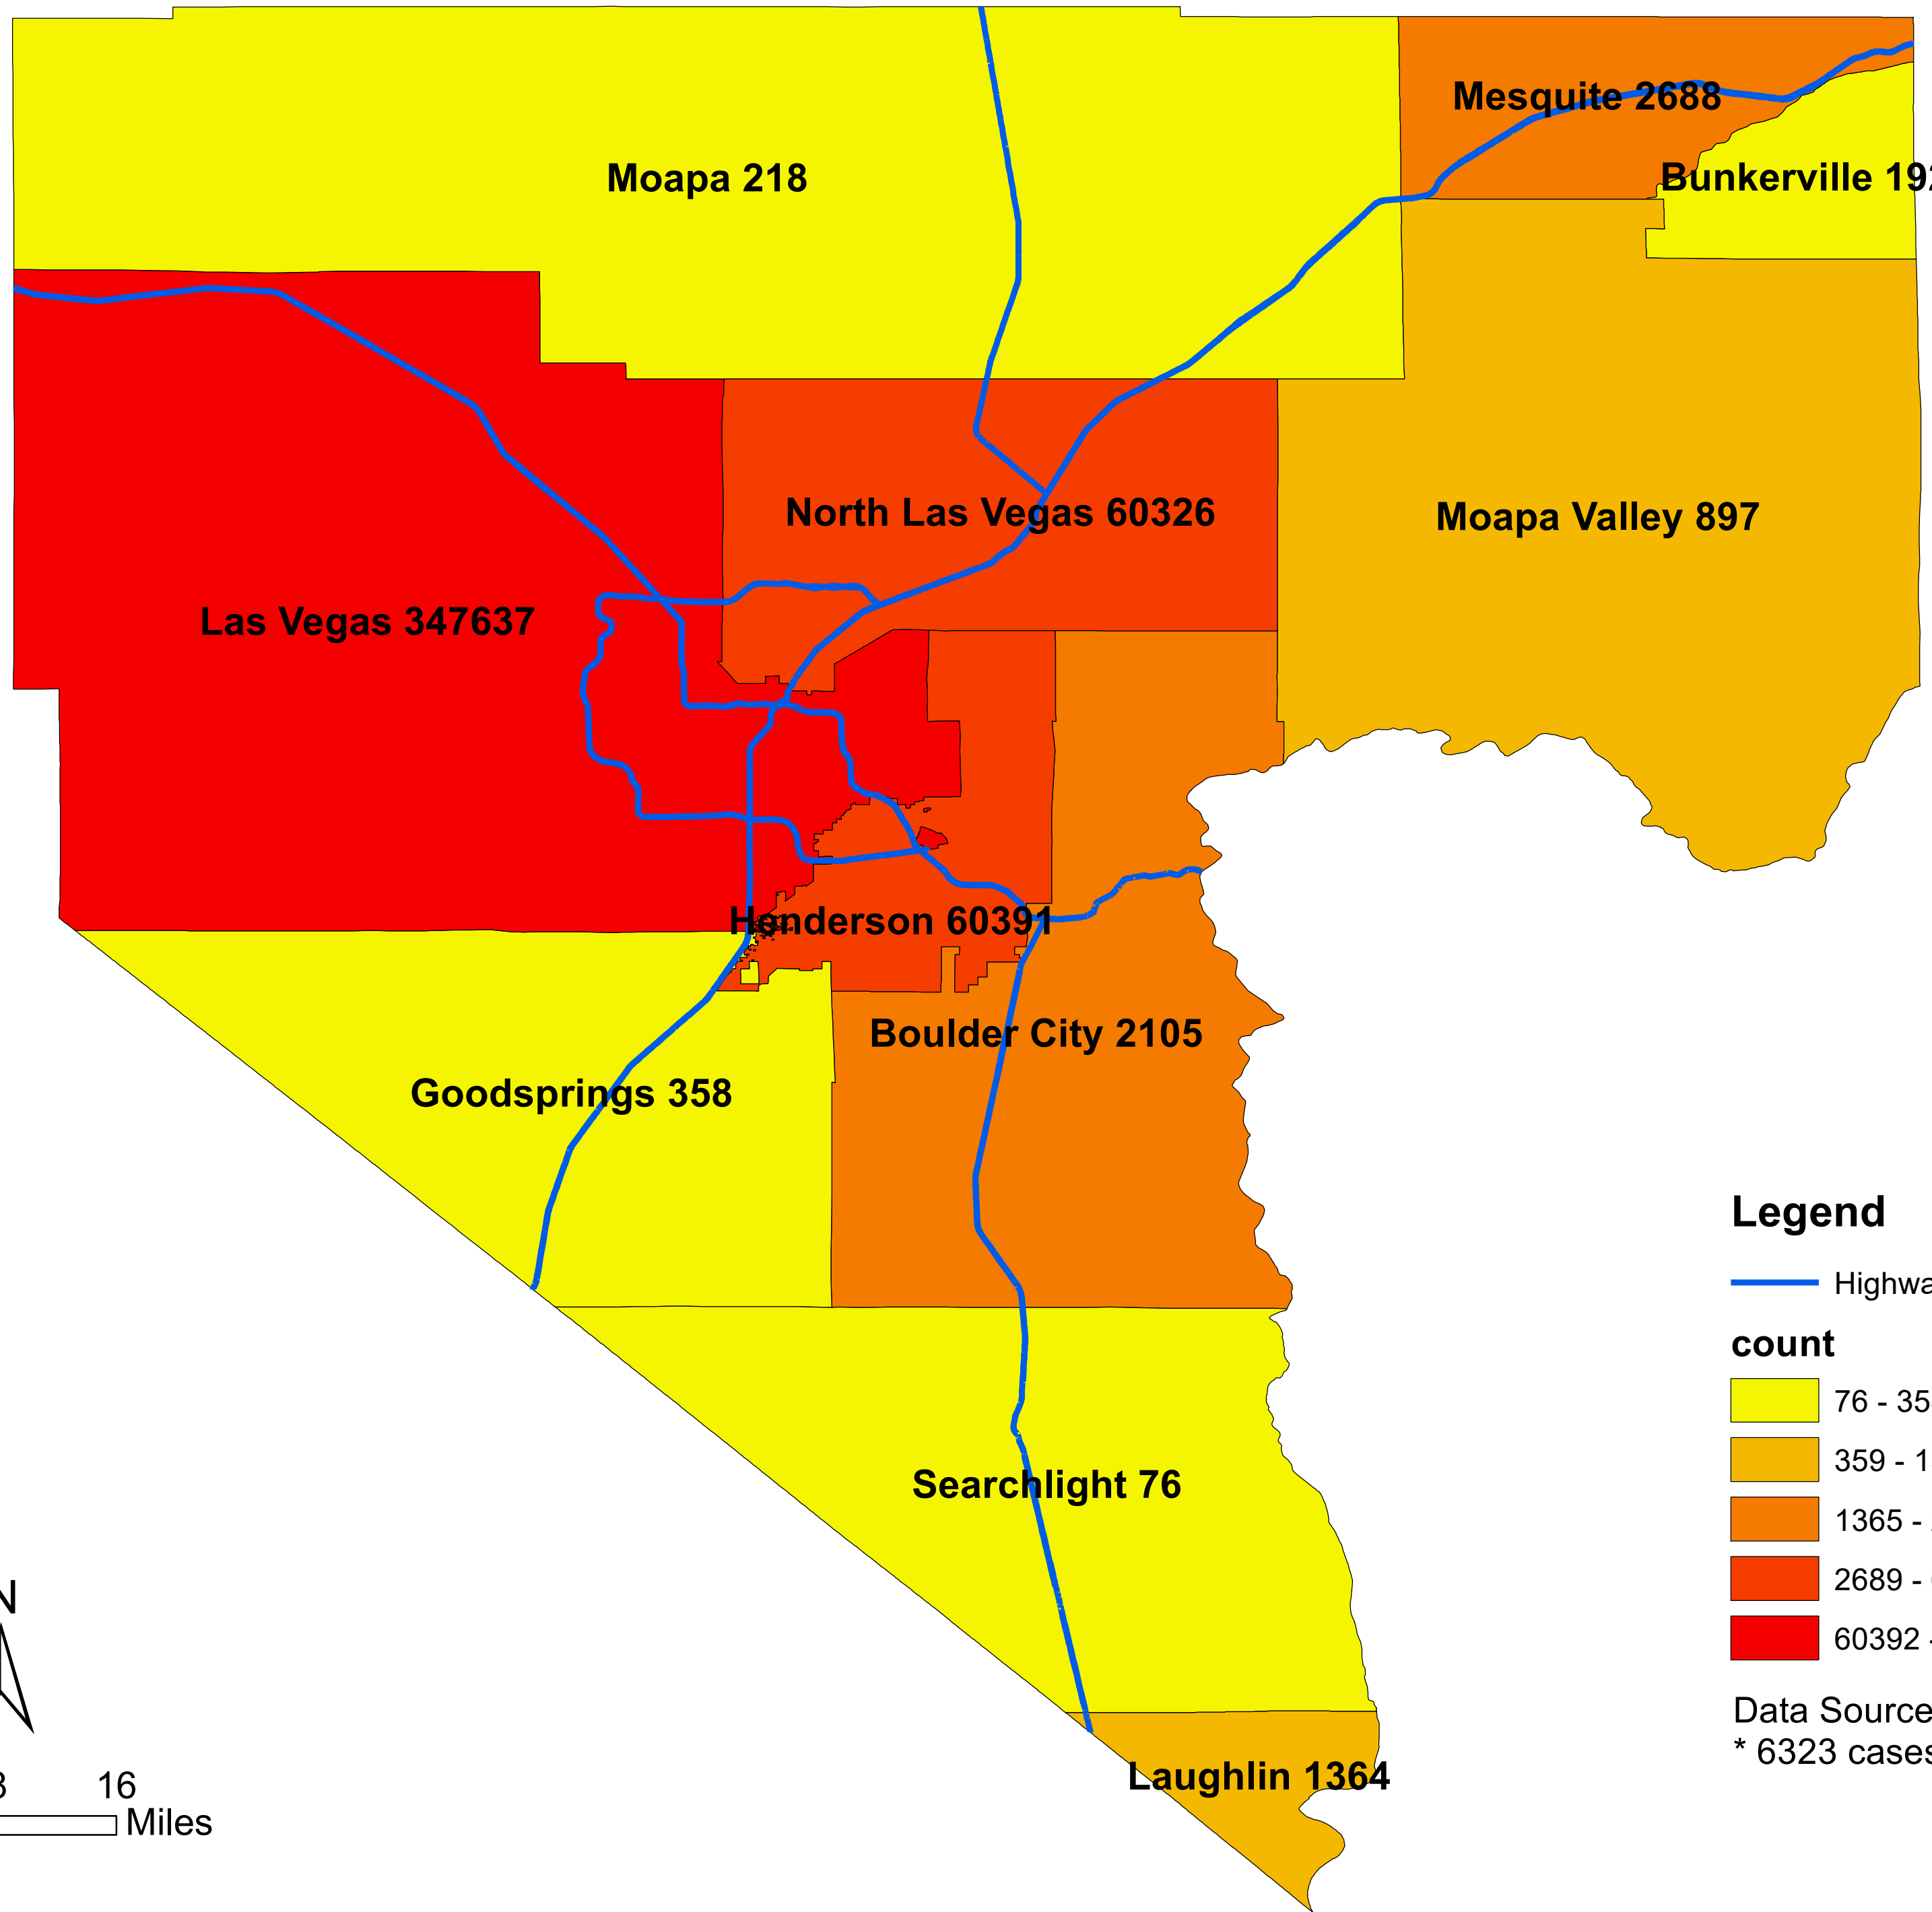 Mesquite 2688
Moapa 218
Bunkerville
North Las Vegas 60326
Moapa Valley 897
Las Vegas 347637
Henderson 60391
Boulder City 2105
Goodsprings 358
Legend
count
76 - 35
359 - 1
Searchlight 76
1365 -
2689 -
N
60392 -
Data Source
* 6323 cases
Laughlin 1364
16
Miles